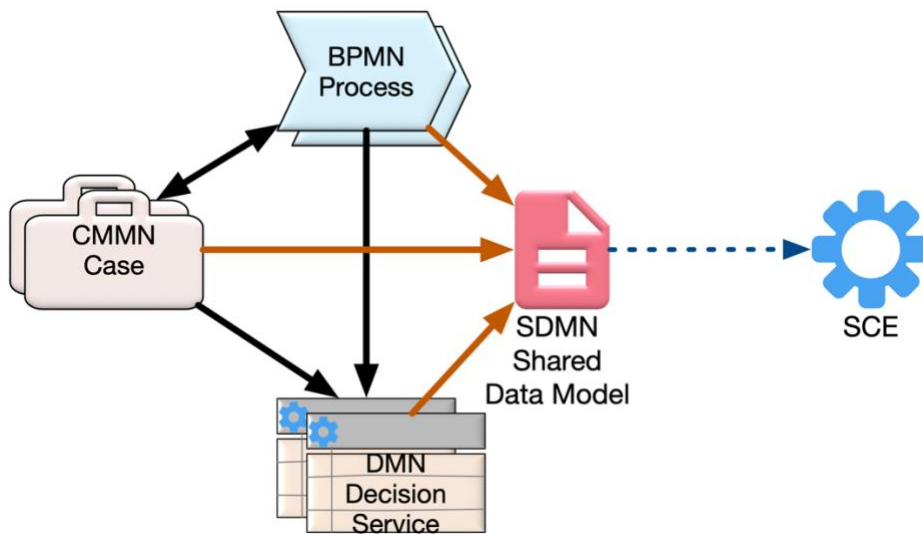 BPMN
Process
CMMN
Case
SDMN
Shared
Data Model
SCE
DMN
Decision
Service